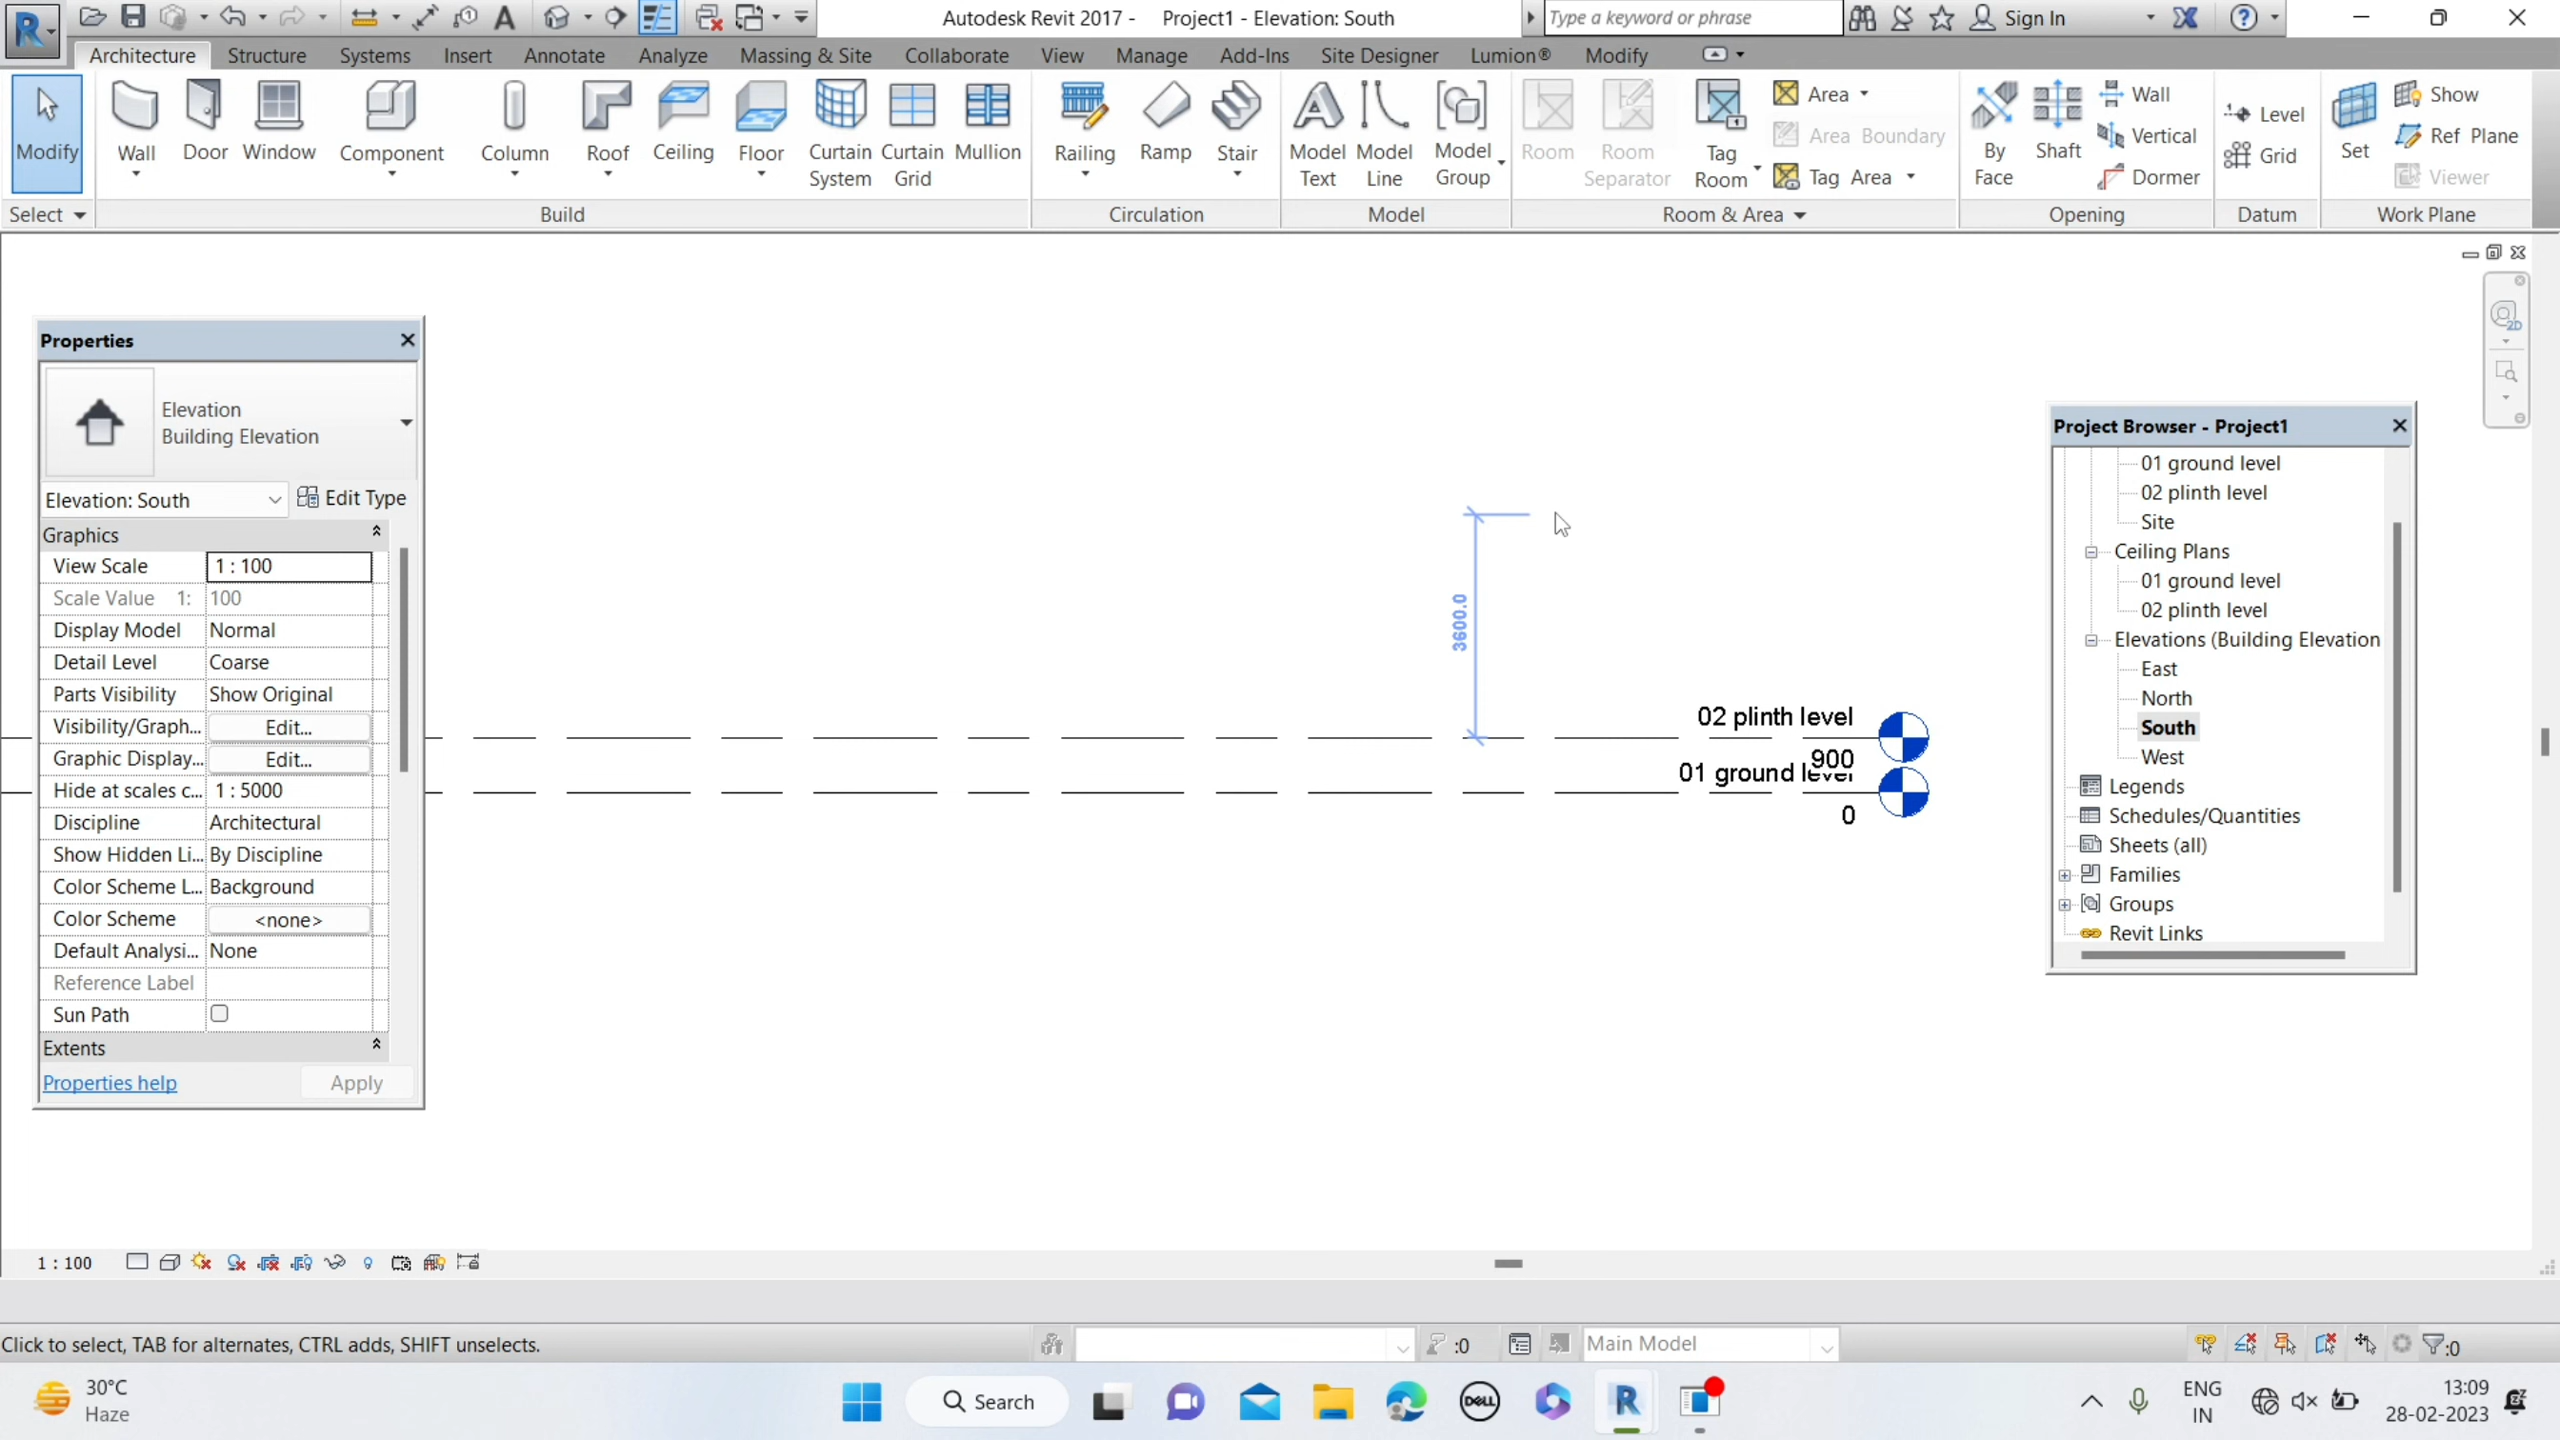 Autodesk Revit 2017 - Project1 - Elevation: South
Type a keyword or phrase
Sign In
Architecture Structure Systems Insert Annotate Analyze Massing & Site Collaborate View Manage Add-Ins Site Designer Lumion® Modify
Modify
Wall Door Window Component Column Roof Ceiling Floor Curtain System Curtain Grid Mullion
Railing Ramp Stair
Model Text Model Line Model Group
Room Room Separator Tag Room Area Area Boundary Tag Area
By Face Shaft Wall Vertical Dormer
Level Grid
Set Show Ref Plane Viewer
Select Build Circulation Model Room & Area Opening Datum Work Plane
Properties
Elevation
Building Elevation
Elevation: South Edit Type
Graphics
View Scale 1 : 100
Scale Value 1: 100
Display Model Normal
Detail Level Coarse
Parts Visibility Show Original
Visibility/Graph... Edit...
Graphic Display... Edit...
Hide at scales c... 1 : 5000
Discipline Architectural
Show Hidden Li... By Discipline
Color Scheme L... Background
Color Scheme <none>
Default Analysi... None
Reference Label
Sun Path
Extents
Properties help Apply
3600.0
02 plinth level
900
01 ground level
0
Project Browser - Project1
01 ground level
02 plinth level
Site
Ceiling Plans
01 ground level
02 plinth level
Elevations (Building Elevation
East
North
South
West
Legends
Schedules/Quantities
Sheets (all)
Families
Groups
Revit Links
2D
1 : 100
Click to select, TAB for alternates, CTRL adds, SHIFT unselects.
:0
Main Model
:0
30°C
Haze
Search
DELL
ENG
IN
13:09
28-02-2023